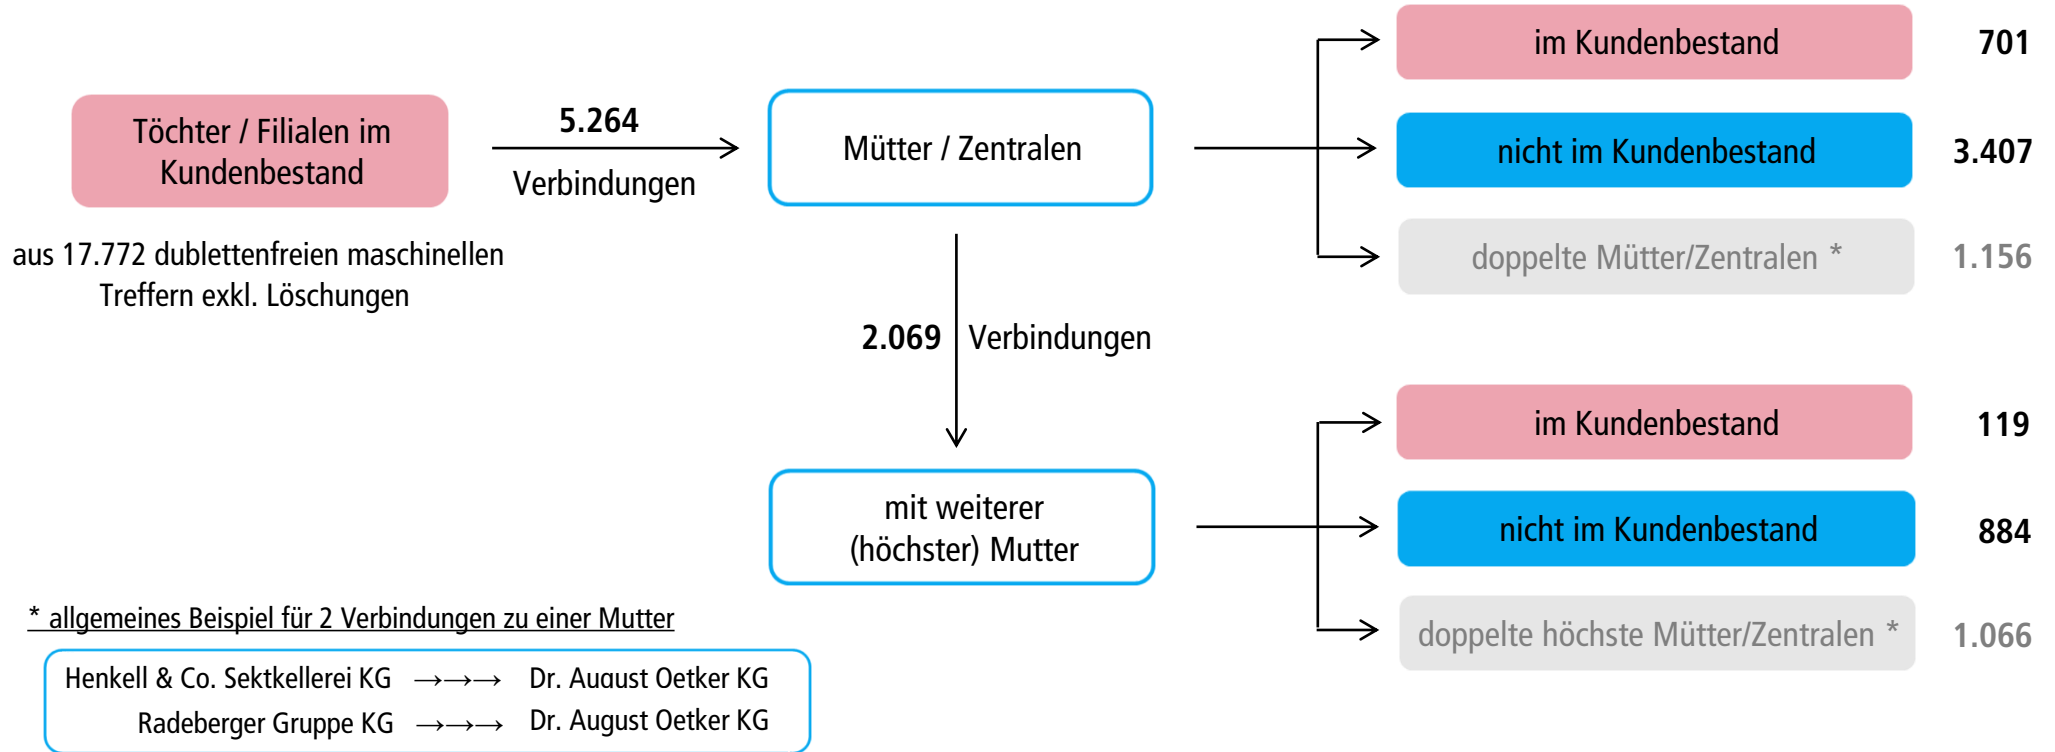 Töchter / Filialen im
Kundenbestand
aus 17.772 dublettenfreien maschinellen
Treffern exkl. Löschungen
5.264
Verbindungen
Mütter / Zentralen
im Kundenbestand 701
nicht im Kundenbestand 3.407
doppelte Mütter/Zentralen * 1.156
2.069 Verbindungen
mit weiterer
(höchster) Mutter
im Kundenbestand 119
nicht im Kundenbestand 884
doppelte höchste Mütter/Zentralen * 1.066
* allgemeines Beispiel für 2 Verbindungen zu einer Mutter
Henkell & Co. Sektkellerei KG →→→ Dr. August Oetker KG
Radeberger Gruppe KG →→→ Dr. August Oetker KG